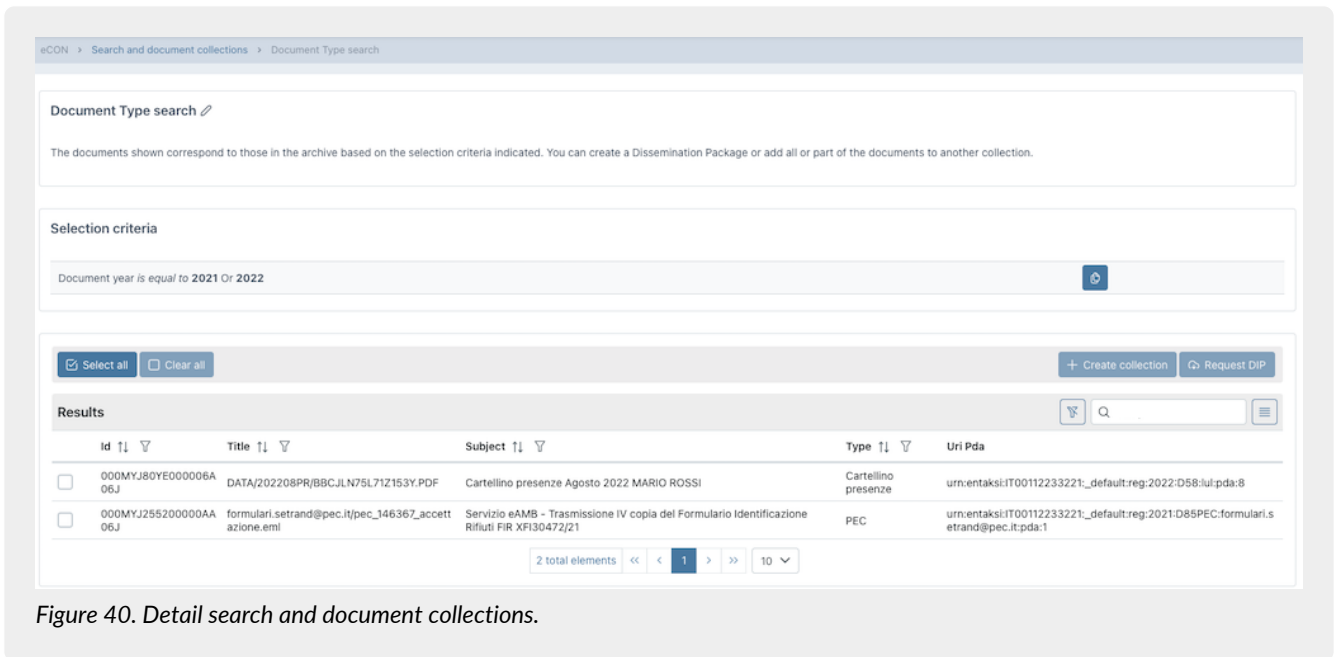 eCON > Search and document collections > Document Type search
Document Type search
The documents shown correspond to those in the archive based on the selection criteria indicated. You can create a Dissemination Package or add all or part of the documents to another collection.
Selection criteria
Document year is equal to 2021 Or 2022
Select all Clear all + Create collection Request DIP
Results
Id Title Subject Type Uri Pda
000MYJ80YE000006A
06J
DATA/202208PR/BBCJLN75L71Z153Y.PDF
Cartellino presenze Agosto 2022 MARIO ROSSI
Cartellino
presenze
urn:entaksi:IT00112233221:_default:reg:2022:D58:lul:pda:8
000MYJ255200000AA
06J
formulari.setrand@pec.it/pec_146367_accett
azione.eml
Servizio eAMB - Trasmissione IV copia del Formulario Identificazione
Rifiuti FIR XFI30472/21
PEC
urn:entaksi:IT00112233221:_default:reg:2021:D85PEC:formulari.s
etrand@pec.it:pda:1
2 total elements << < 1 > >> 10
Figure 40. Detail search and document collections.